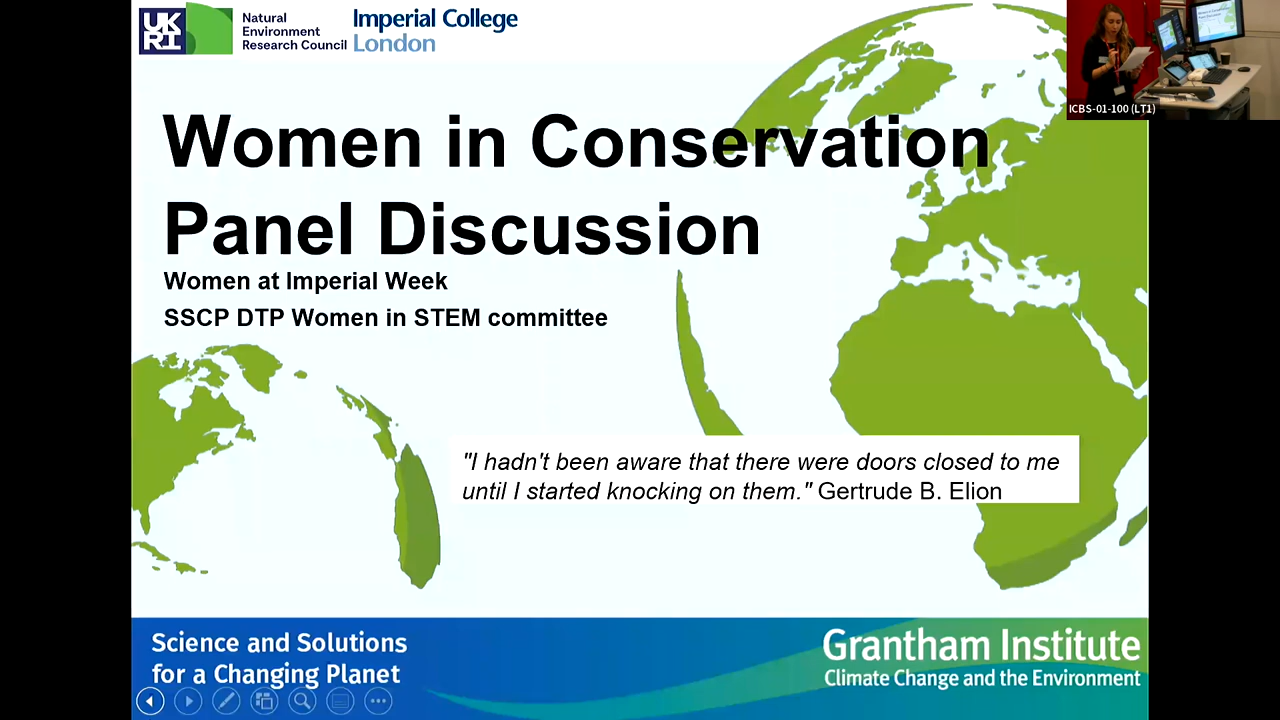 UK
RI
Natural
Environment
Research Council
Imperial College
London
ICBS-01-100 (LT1)
Women in Conservation
Panel Discussion
Women at Imperial Week
SSCP DTP Women in STEM committee
"I hadn't been aware that there were doors closed to me
until I started knocking on them." Gertrude B. Elion
Science and Solutions
for a Changing Planet
Grantham Institute
Climate Change and the Environment